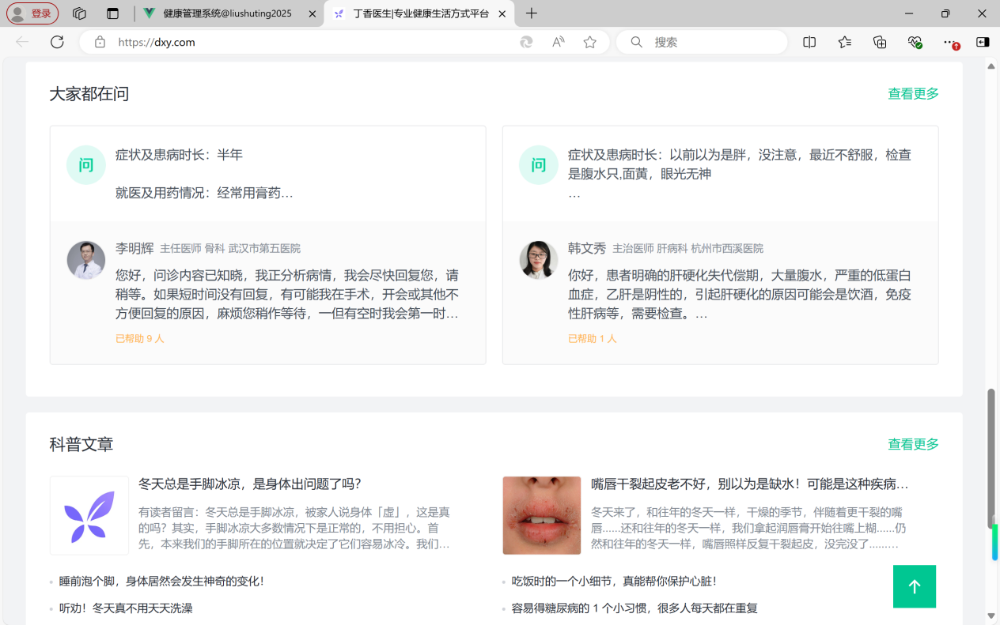 登录
健康管理系统@liushuting2025
丁香医生|专业健康生活方式平台
https://dxy.com
搜索
大家都在问
查看更多
问
症状及患病时长：半年
就医及用药情况：经常用膏药…
李明辉 主任医师 骨科 武汉市第五医院
您好，问诊内容已知晓，我正分析病情，我会尽快回复您，请
稍等。如果短时间没有回复，有可能我在手术，开会或其他不
方便回复的原因，麻烦您稍作等待，一但有空时我会第一时…
已帮助 9 人
问
症状及患病时长：以前以为是胖，没注意，最近不舒服，检查
是腹水只,面黄，眼光无神
…
韩文秀 主治医师 肝病科 杭州市西溪医院
你好，患者明确的肝硬化失代偿期，大量腹水，严重的低蛋白
血症，乙肝是阴性的，引起肝硬化的原因可能会是饮酒，免疫
性肝病等，需要检查。…
已帮助 1 人
科普文章
查看更多
冬天总是手脚冰凉，是身体出问题了吗？
有读者留言：冬天总是手脚冰凉，被家人说身体「虚」，这是真
的吗？其实，手脚冰凉大多数情况下是正常的，不用担心。首
先，本来我们的手脚所在的位置就决定了它们容易冰冷。我们…
嘴唇干裂起皮老不好，别以为是缺水！可能是这种疾病…
冬天来了，和往年的冬天一样，干燥的季节，伴随着更干裂的嘴
唇......还和往年的冬天一样，我们拿起润唇膏开始往嘴上糊......仍
然和往年的冬天一样，嘴唇照样反复干裂起皮，没完没了.........
睡前泡个脚，身体居然会发生神奇的变化！
听劝！冬天真不用天天洗澡
吃饭时的一个小细节，真能帮你保护心脏！
容易得糖尿病的 1 个小习惯，很多人每天都在重复